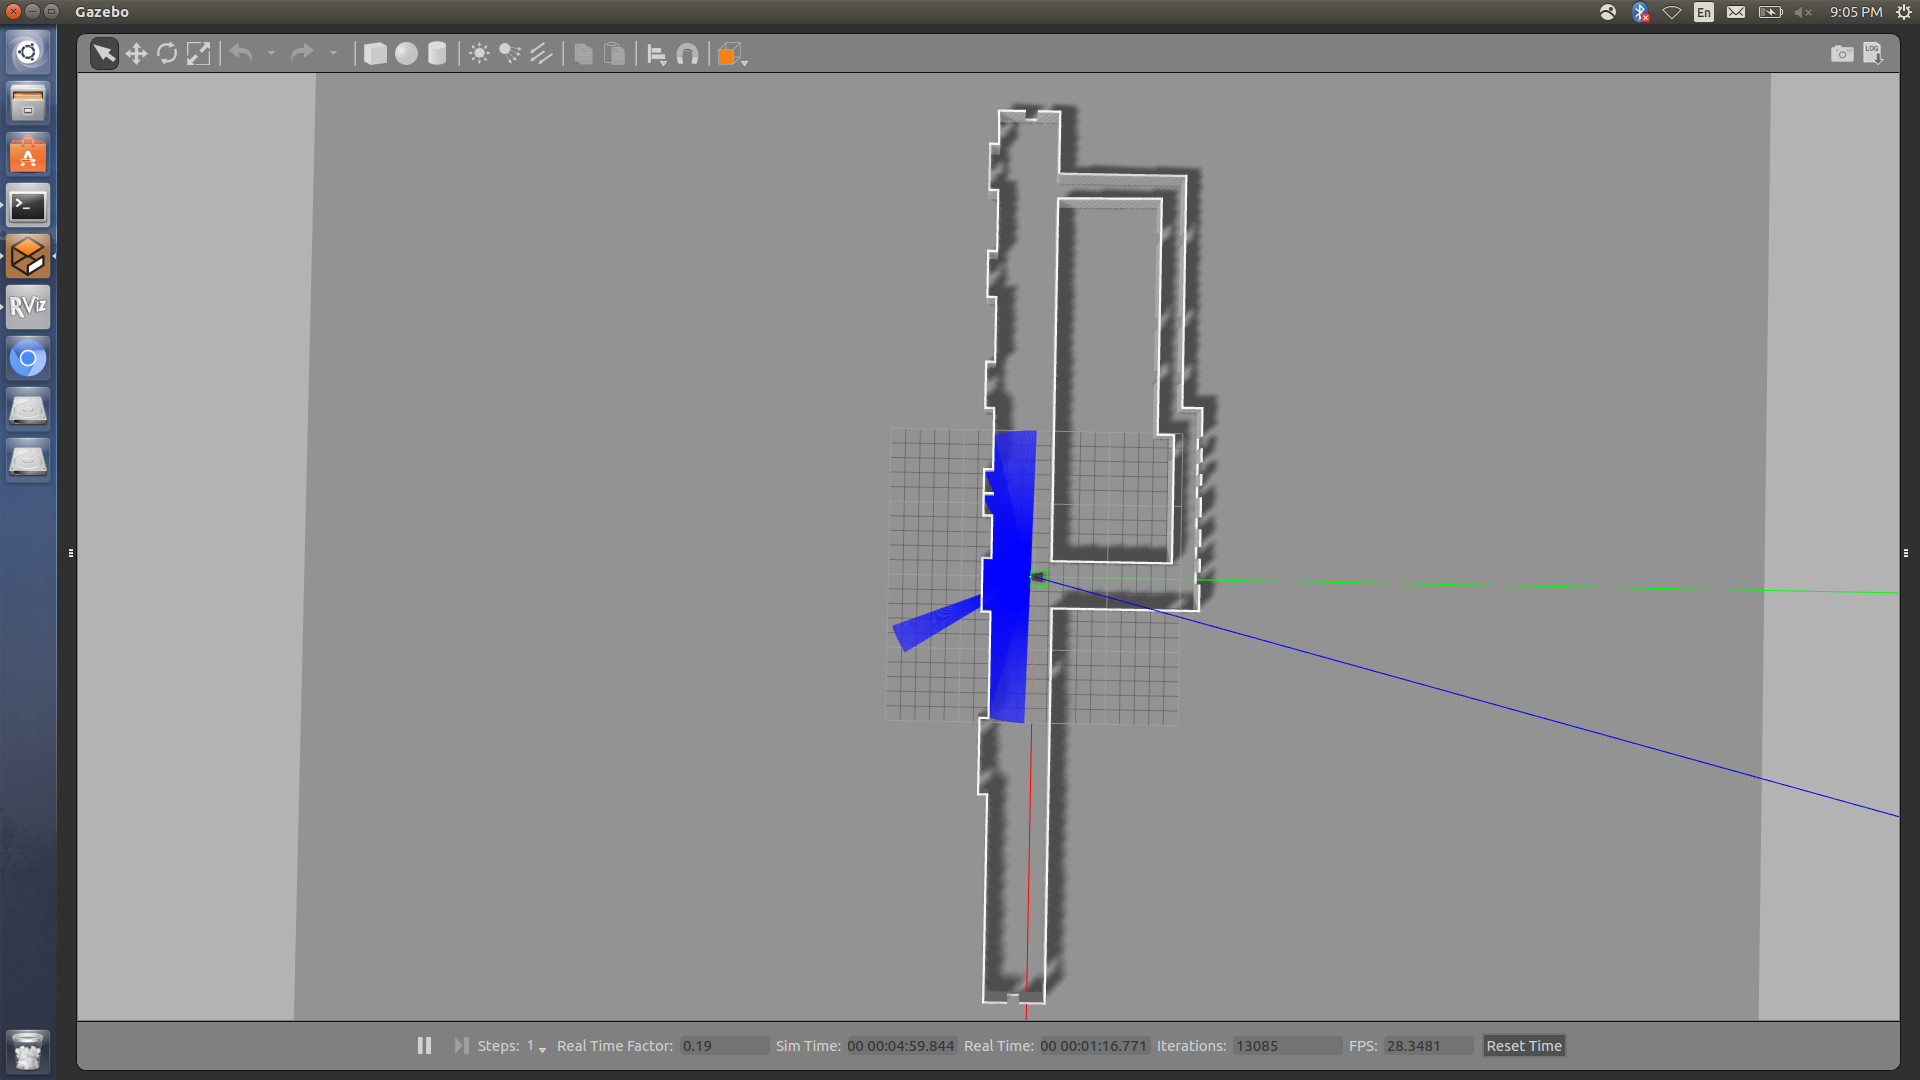 Gazebo
En
9:05 PM
RViz
LOG
Steps: 1
Real Time Factor: 0.19
Sim Time: 00 00:04:59.844
Real Time: 00 00:01:16.771
Iterations: 13085
FPS: 28.3481
Reset Time